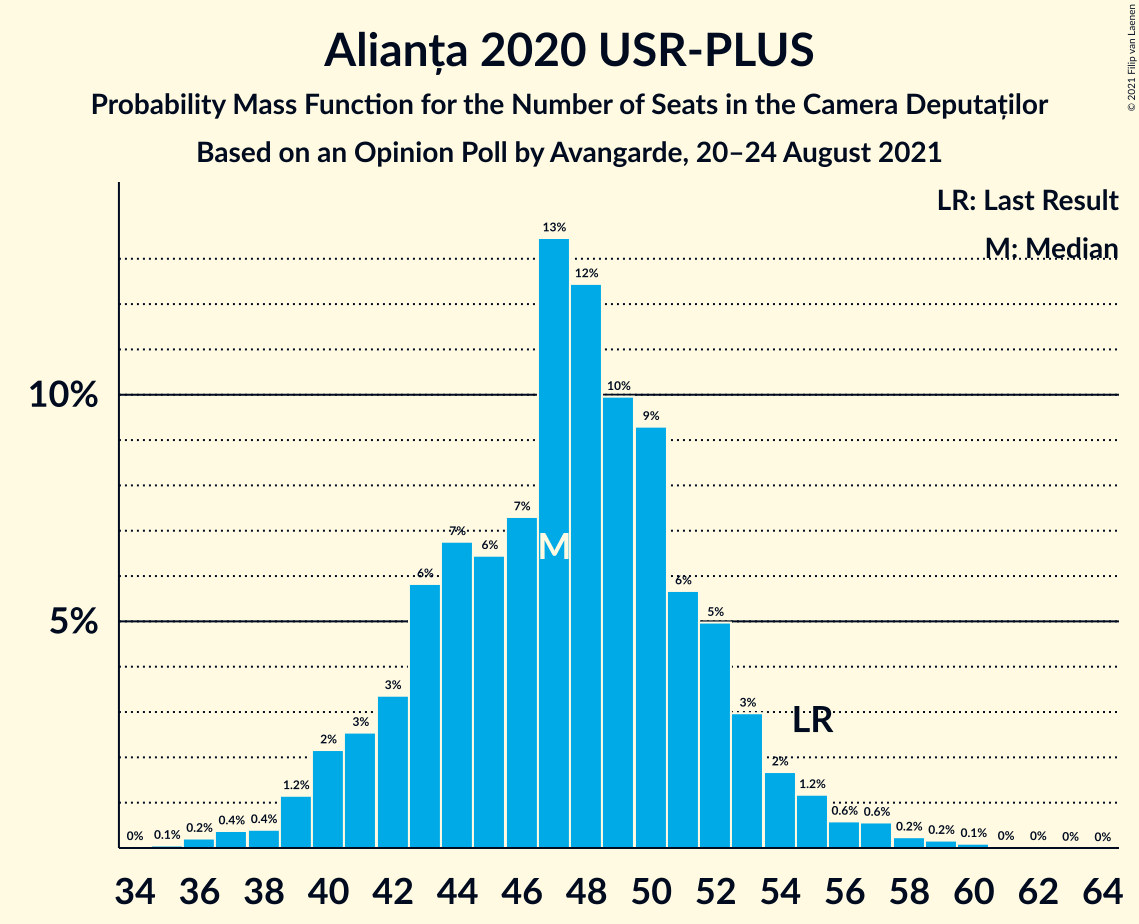 Alianța 2020 USR-PLUS
Probability Mass Function for the Number of Seats in the Camera Deputaților
Based on an Opinion Poll by Avangarde, 20–24 August 2021
© 2021 Filip van Laenen
LR: Last Result
M: Median
10%
5%
0% 0.1% 0.2% 0.4% 0.4% 1.2% 2% 3% 3% 6% 7% 6% 7% 13% 12% 10% 9% 6% 5% 3% 2% 1.2% 0.6% 0.6% 0.2% 0.2% 0.1% 0% 0% 0% 0%
M
LR
34 36 38 40 42 44 46 48 50 52 54 56 58 60 62 64